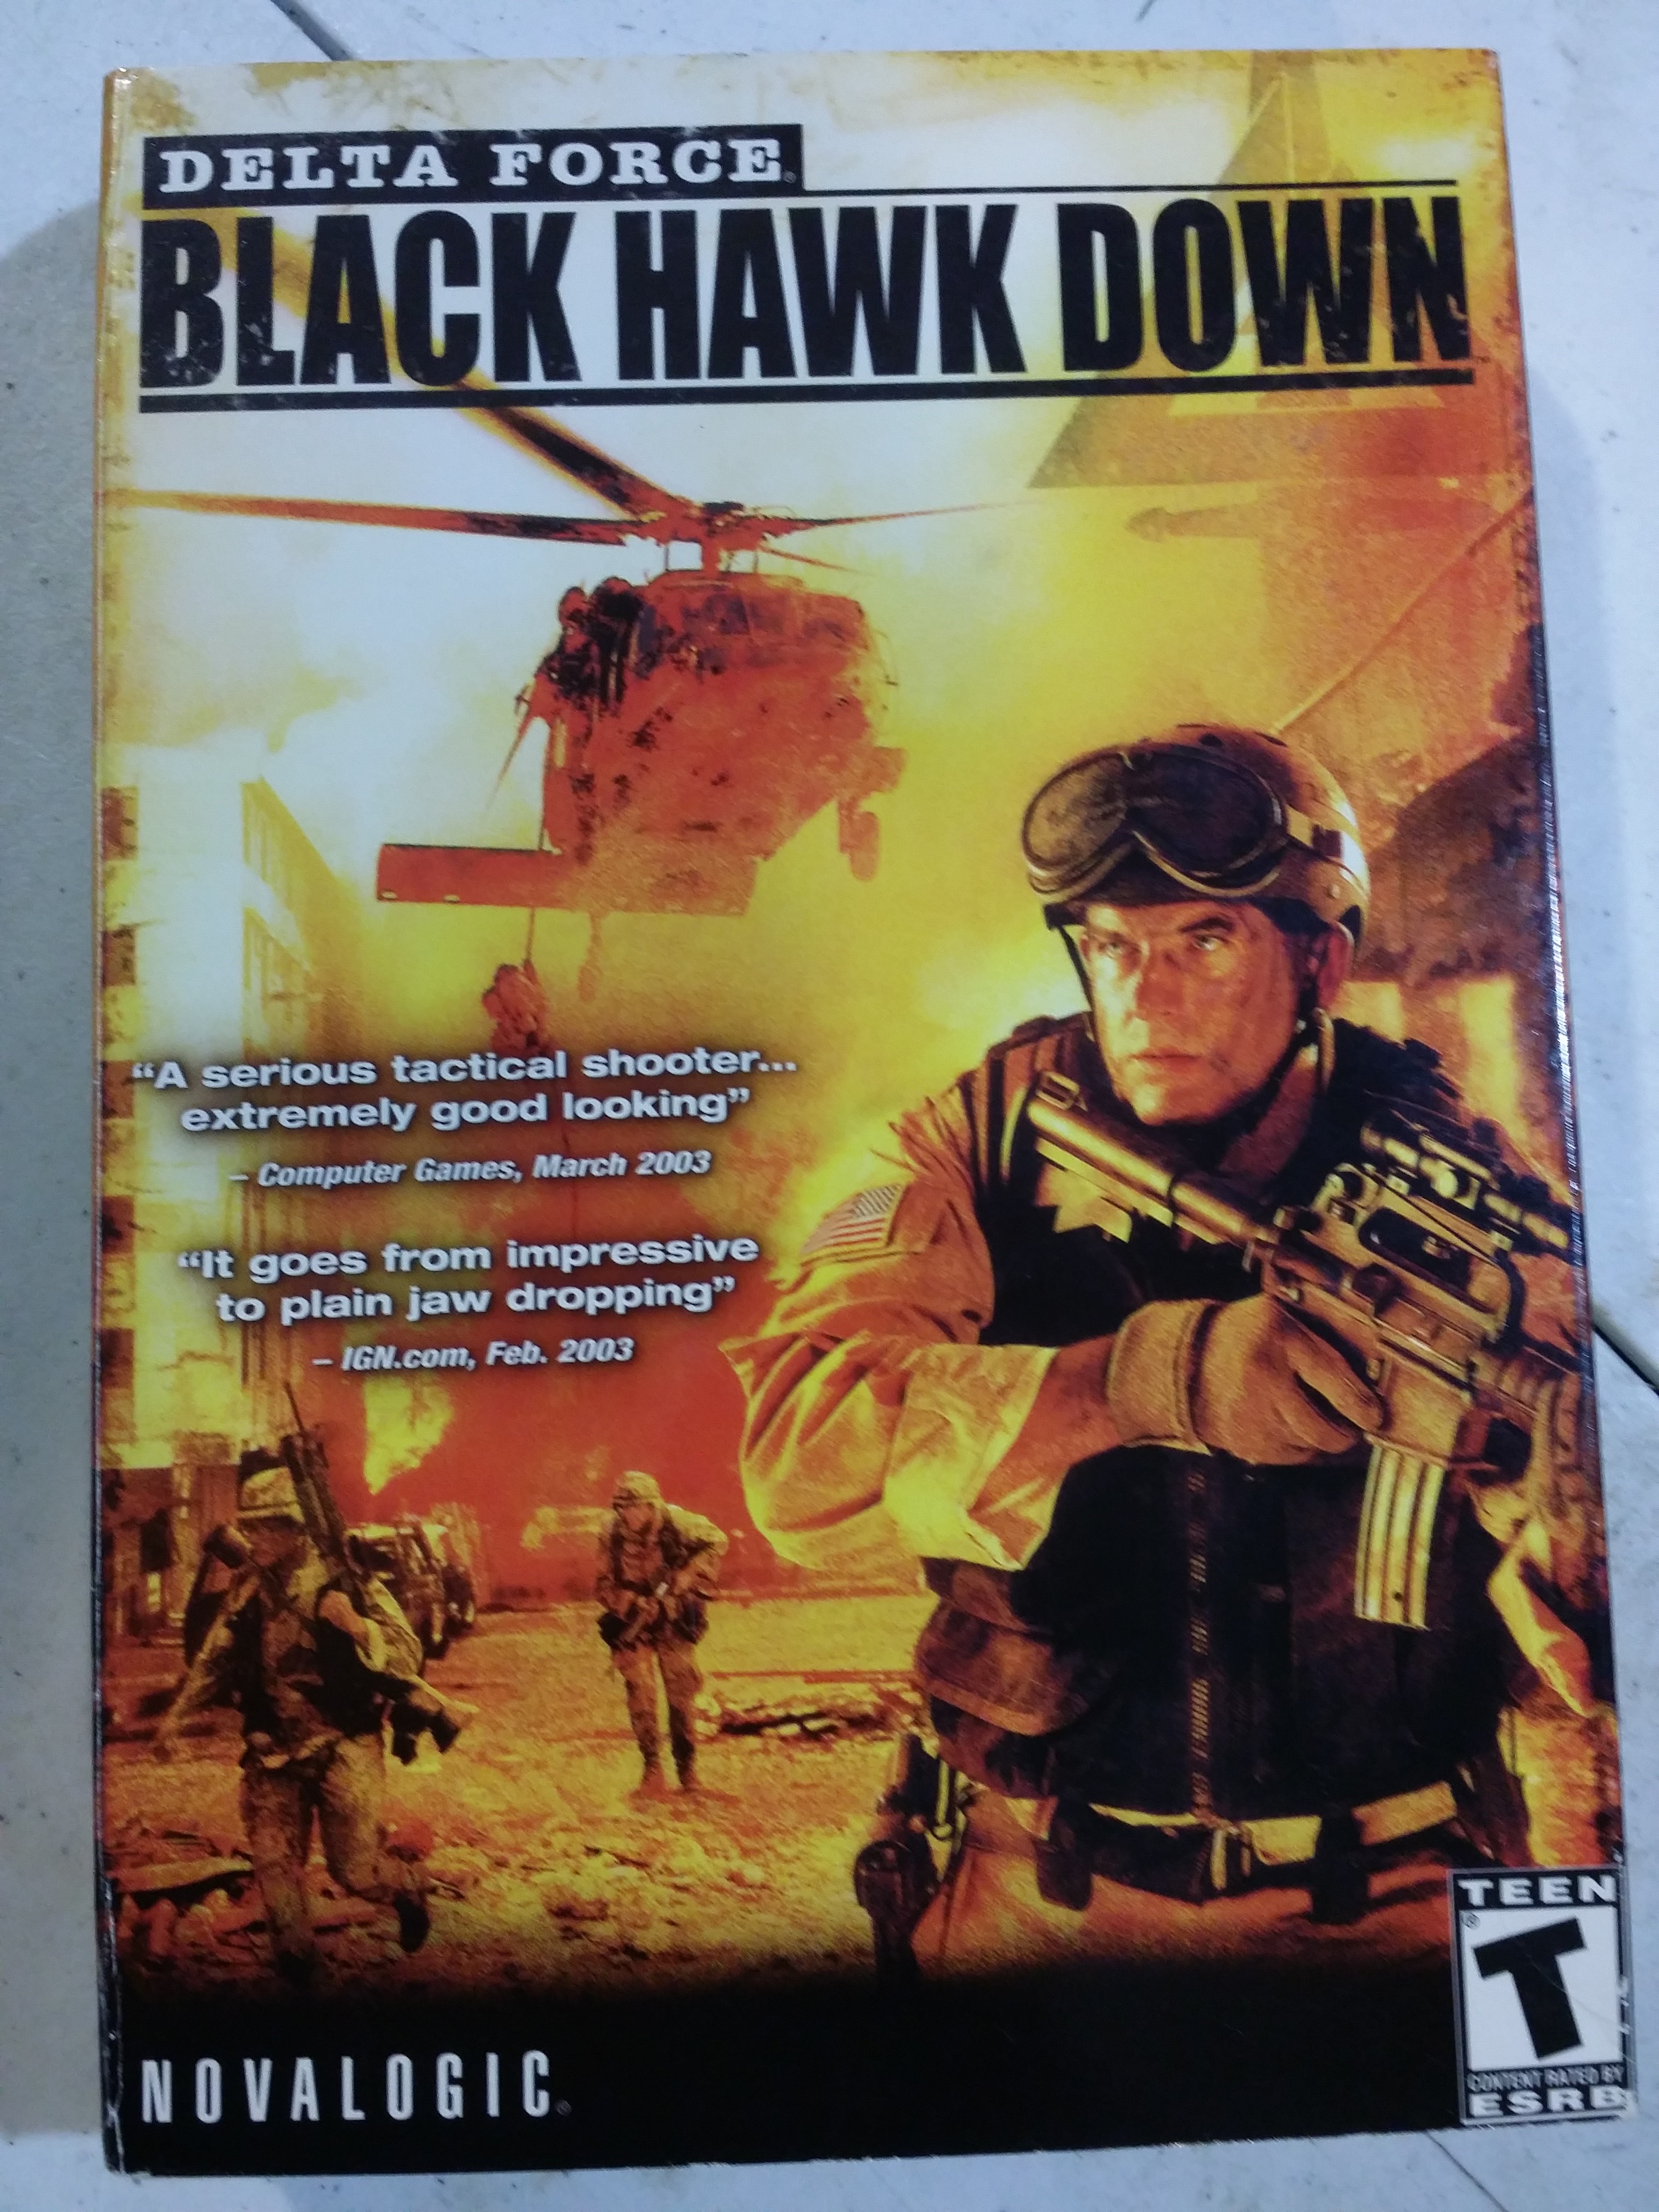 DELTA FORCE®
BLACK HAWK DOWN™
“A serious tactical shooter...
extremely good looking”
– Computer Games, March 2003
“It goes from impressive
to plain jaw dropping”
– IGN.com, Feb. 2003
TEEN
®
T
CONTENT RATED BY
ESRB
NOVALOGIC®